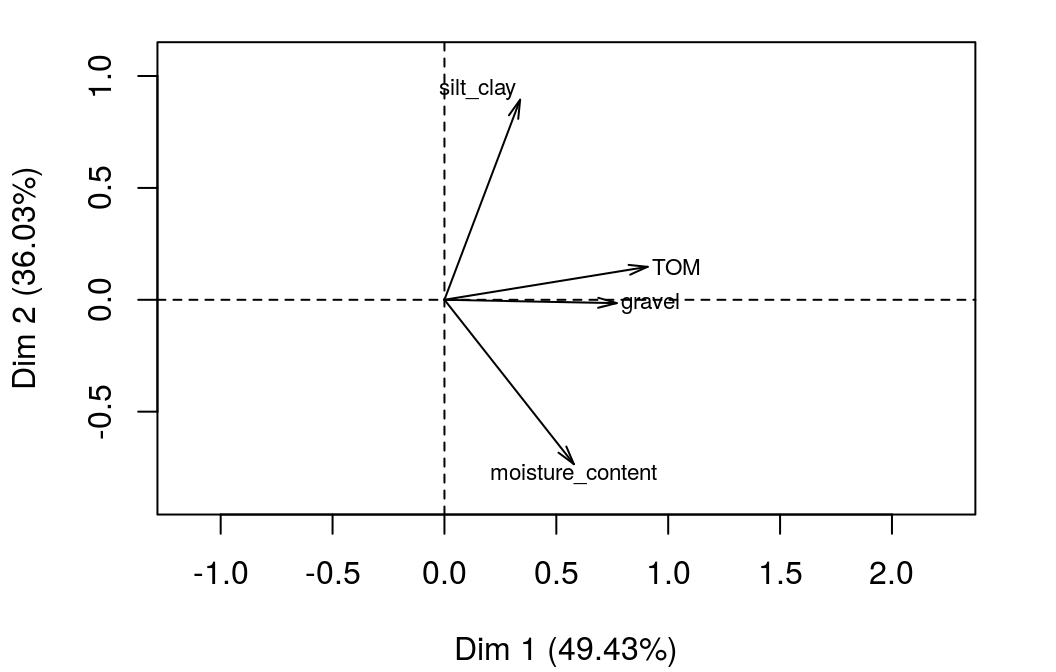 1.0
0.5
0.0
-0.5
Dim 2 (36.03%)
silt_clay
TOM
gravel
moisture_content
-1.0 -0.5 0.0 0.5 1.0 1.5 2.0
Dim 1 (49.43%)